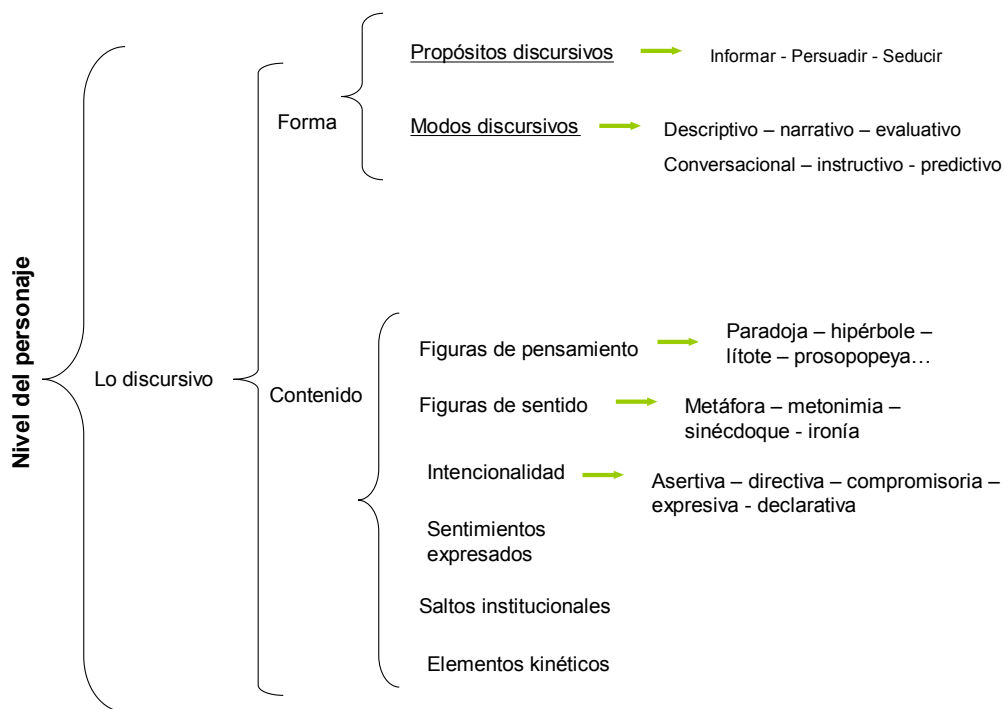 Nivel del personaje
Lo discursivo
Forma
Propósitos discursivos
Informar - Persuadir - Seducir
Modos discursivos
Descriptivo – narrativo – evaluativo
Conversacional – instructivo - predictivo
Contenido
Figuras de pensamiento
Paradoja – hipérbole –
lítote – prosopopeya…
Figuras de sentido
Metáfora – metonimia –
sinécdoque - ironía
Intencionalidad
Asertiva – directiva – compromisoria –
expresiva - declarativa
Sentimientos
expresados
Saltos institucionales
Elementos kinéticos